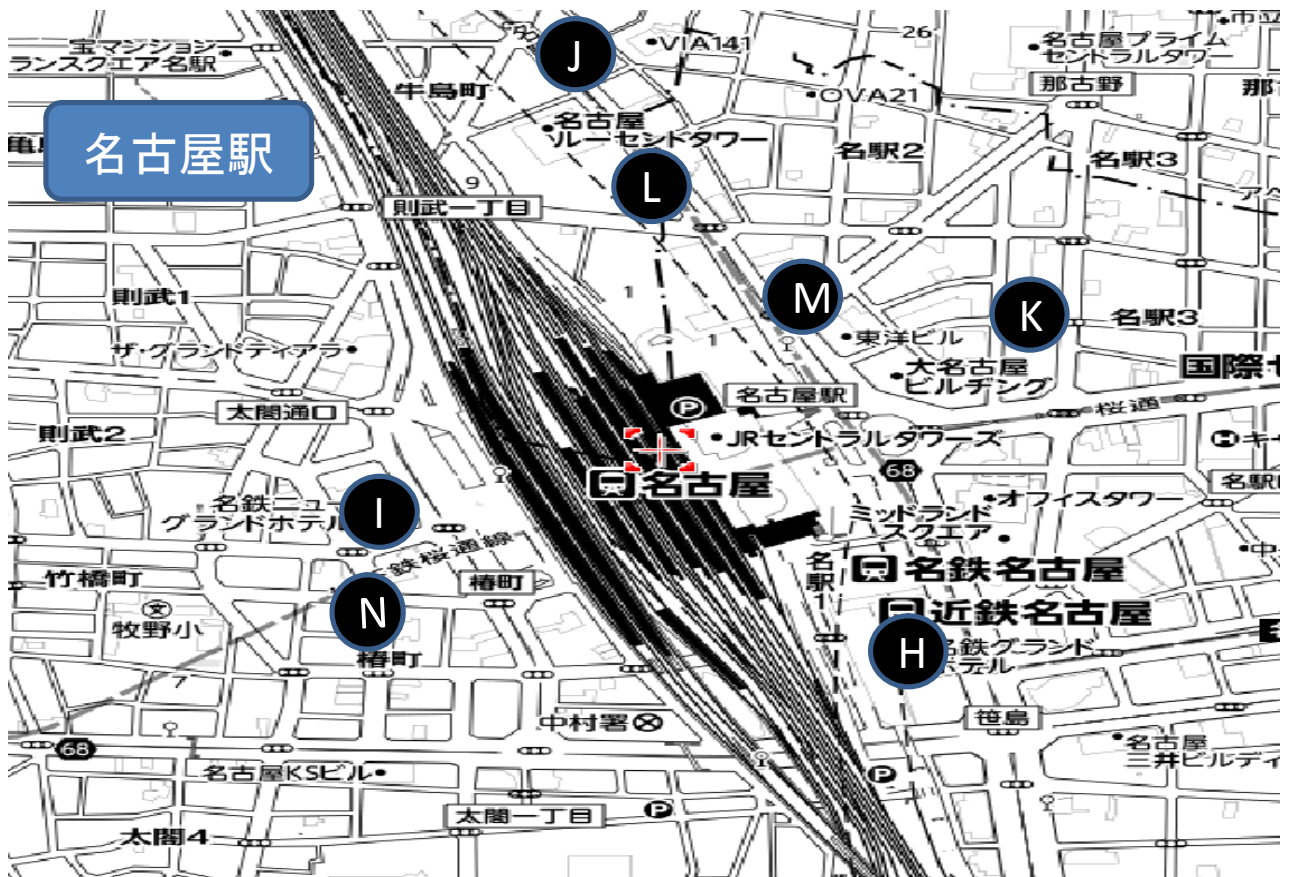 市立
26
名古屋プライム
セントラルタワー
宝マンション
ランスクエア名駅
J
VIA141
那古野
牛島町
OVA21
名古屋駅
名古屋
ルーセントタワー
名駅2
名駅3
L
9
則武一丁目
則武1
1
M
K
名駅3
東洋ビル
1
ザ・グランドティアラ
大名古屋
ビルヂング
国際セ
名古屋駅
太閤通口
P
桜通
則武2
JRセントラルタワーズ
68
名古屋
名鉄ニュー
グランドホテル
I
オフィスタワー
ミッドランド
スクエア
鉄桜通線
竹橋町
椿町
名駅1
名鉄名古屋
文
牧野小
N
近鉄名古屋
H
名鉄グランド
ホテル
椿町
7
中村署
笹島
68
名古屋
三井ビルディ
名古屋KSビル
P
太閤一丁目
P
太閤4